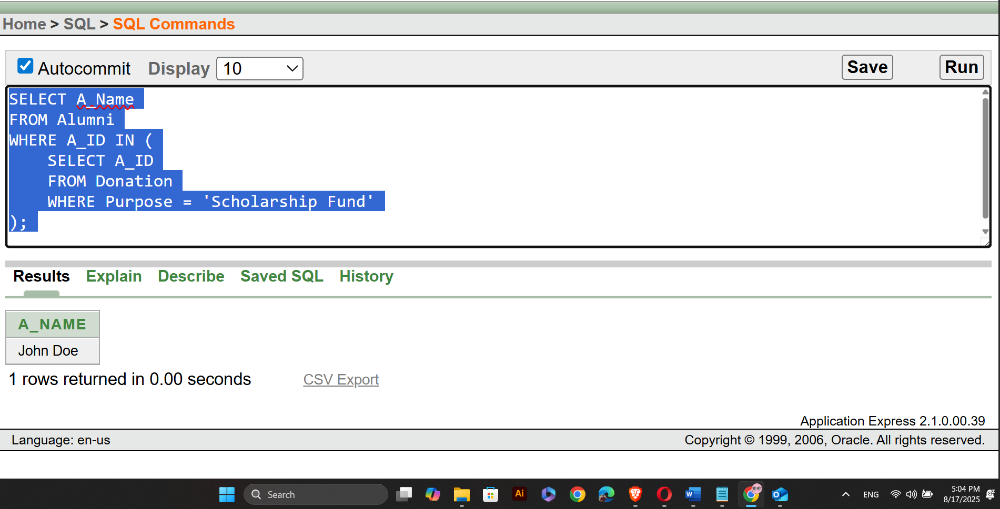 Home > SQL > SQL Commands
Autocommit Display 10 Save Run
SELECT A_Name
FROM Alumni
WHERE A_ID IN (
    SELECT A_ID
    FROM Donation
    WHERE Purpose = 'Scholarship Fund'
);
Results Explain Describe Saved SQL History
A_NAME
John Doe
1 rows returned in 0.00 seconds CSV Export
Application Express 2.1.0.00.39
Language: en-us Copyright © 1999, 2006, Oracle. All rights reserved.
Search Ai W O ENG 5:04 PM
8/17/2025